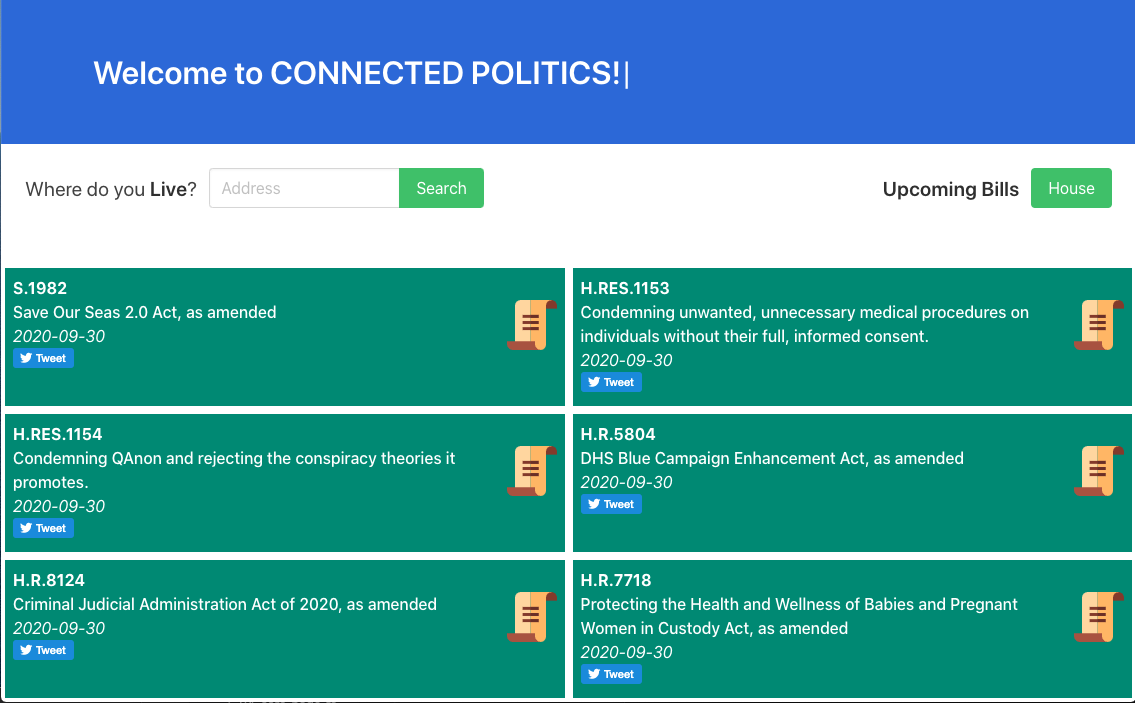 Welcome to CONNECTED POLITICS!|
Where do you Live?
Address
Search
Upcoming Bills
House
S.1982
Save Our Seas 2.0 Act, as amended
2020-09-30
Tweet
H.RES.1153
Condemning unwanted, unnecessary medical procedures on
individuals without their full, informed consent.
2020-09-30
Tweet
H.RES.1154
Condemning QAnon and rejecting the conspiracy theories it
promotes.
2020-09-30
Tweet
H.R.5804
DHS Blue Campaign Enhancement Act, as amended
2020-09-30
Tweet
H.R.8124
Criminal Judicial Administration Act of 2020, as amended
2020-09-30
Tweet
H.R.7718
Protecting the Health and Wellness of Babies and Pregnant
Women in Custody Act, as amended
2020-09-30
Tweet